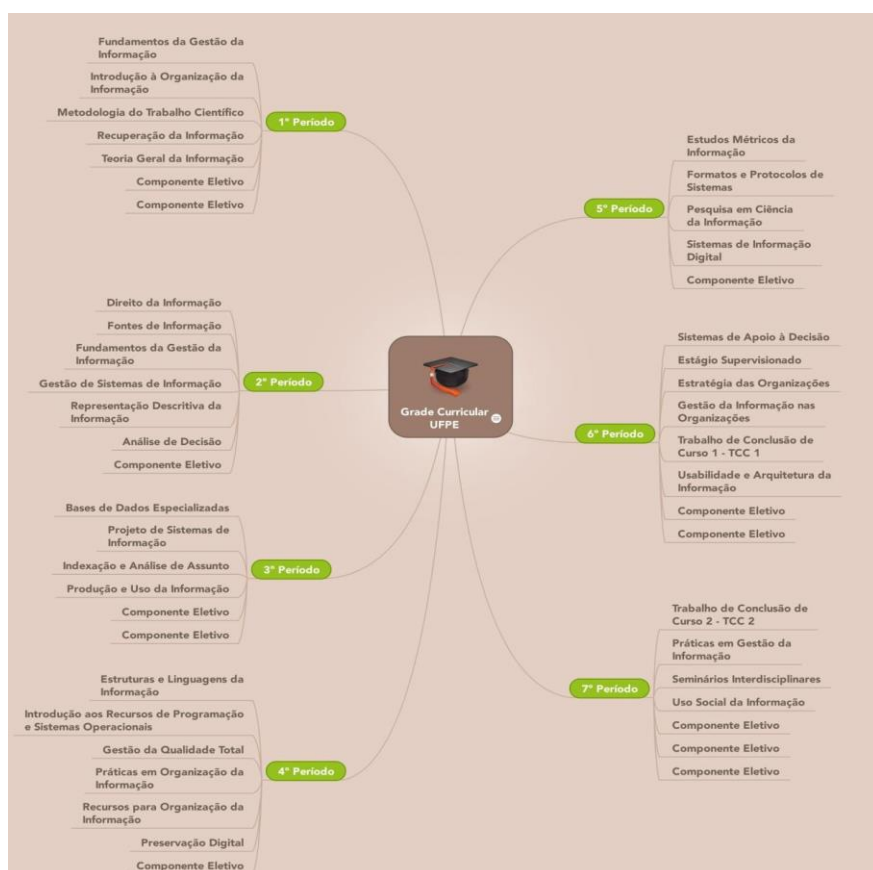 Grade Curricular
UFPE
1º Período
Fundamentos da Gestão da
Informação
Introdução à Organização da
Informação
Metodologia do Trabalho Científico
Recuperação da Informação
Teoria Geral da Informação
Componente Eletivo
Componente Eletivo
2º Período
Direito da Informação
Fontes de Informação
Fundamentos da Gestão da
Informação
Gestão de Sistemas de Informação
Representação Descritiva da
Informação
Análise de Decisão
Componente Eletivo
3º Período
Bases de Dados Especializadas
Projeto de Sistemas de
Informação
Indexação e Análise de Assunto
Produção e Uso da Informação
Componente Eletivo
Componente Eletivo
4º Período
Estruturas e Linguagens da
Informação
Introdução aos Recursos de Programação
e Sistemas Operacionais
Gestão da Qualidade Total
Práticas em Organização da
Informação
Recursos para Organização da
Informação
Preservação Digital
Componente Eletivo
5º Período
Estudos Métricos da
Informação
Formatos e Protocolos de
Sistemas
Pesquisa em Ciência
da Informação
Sistemas de Informação
Digital
Componente Eletivo
6º Período
Sistemas de Apoio à Decisão
Estágio Supervisionado
Estratégia das Organizações
Gestão da Informação nas
Organizações
Trabalho de Conclusão de
Curso 1 - TCC 1
Usabilidade e Arquitetura da
Informação
Componente Eletivo
Componente Eletivo
7º Período
Trabalho de Conclusão de
Curso 2 - TCC 2
Práticas em Gestão da
Informação
Seminários Interdisciplinares
Uso Social da Informação
Componente Eletivo
Componente Eletivo
Componente Eletivo